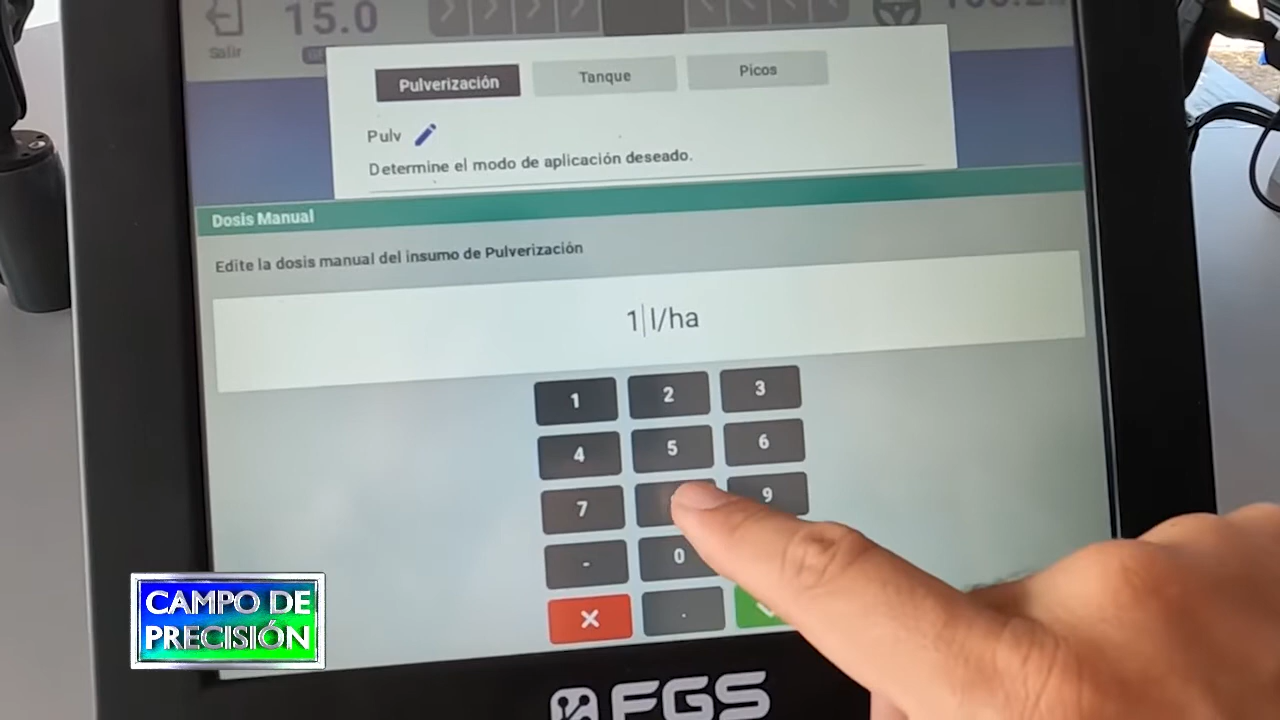 15.0
Salir
Pulverización
Tanque
Picos
Pulv
Determine el modo de aplicación deseado.
Dosis Manual
Edite la dosis manual del insumo de Pulverización
1 l/ha
1 2 3
4 5 6
7 9
- 0
.
CAMPO DE
PRECISIÓN
FGS